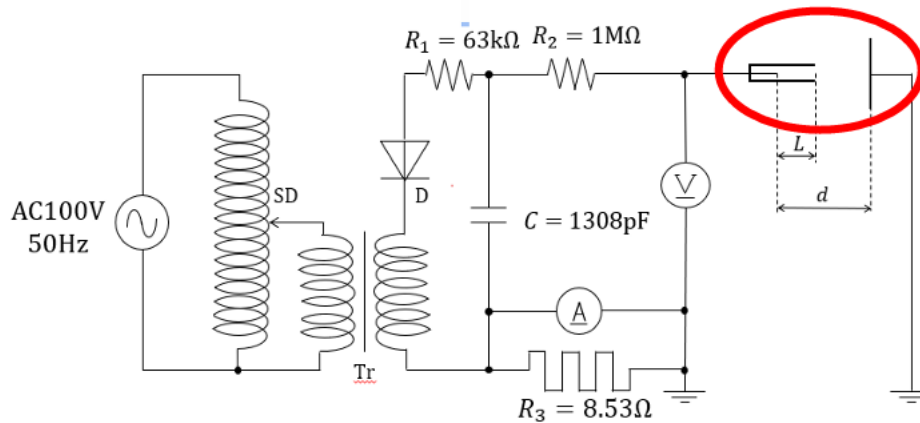 R₁ = 63kΩ
R₂ = 1MΩ
L
SD
D
V
AC100V
50Hz
d
C = 1308pF
A
Tr
R₃ = 8.53Ω